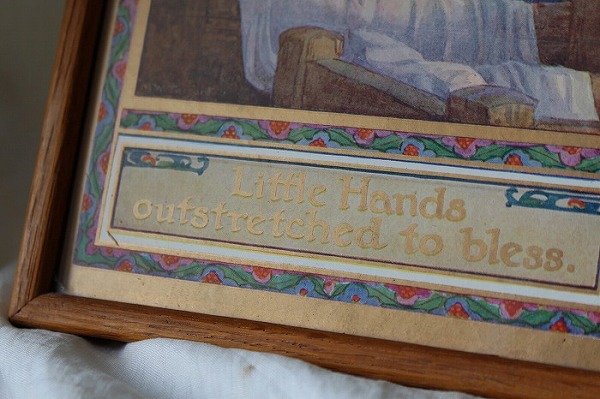 Little Hands
outstretched to bless.